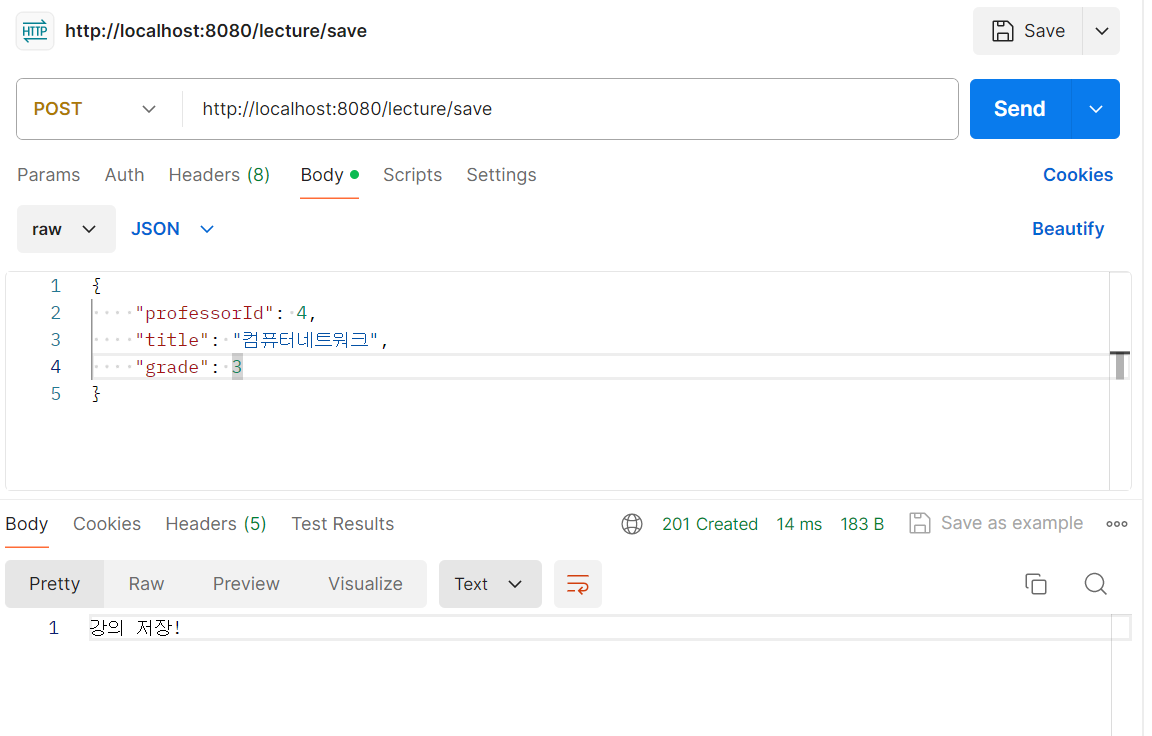 HTTP http://localhost:8080/lecture/save Save
POST http://localhost:8080/lecture/save Send
Params Auth Headers (8) Body Scripts Settings Cookies
raw JSON Beautify
1 {
2 "professorId": 4,
3 "title": "컴퓨터네트워크",
4 "grade": 3
5 }
Body Cookies Headers (5) Test Results 201 Created 14 ms 183 B Save as example
Pretty Raw Preview Visualize Text
1 강의 저장!